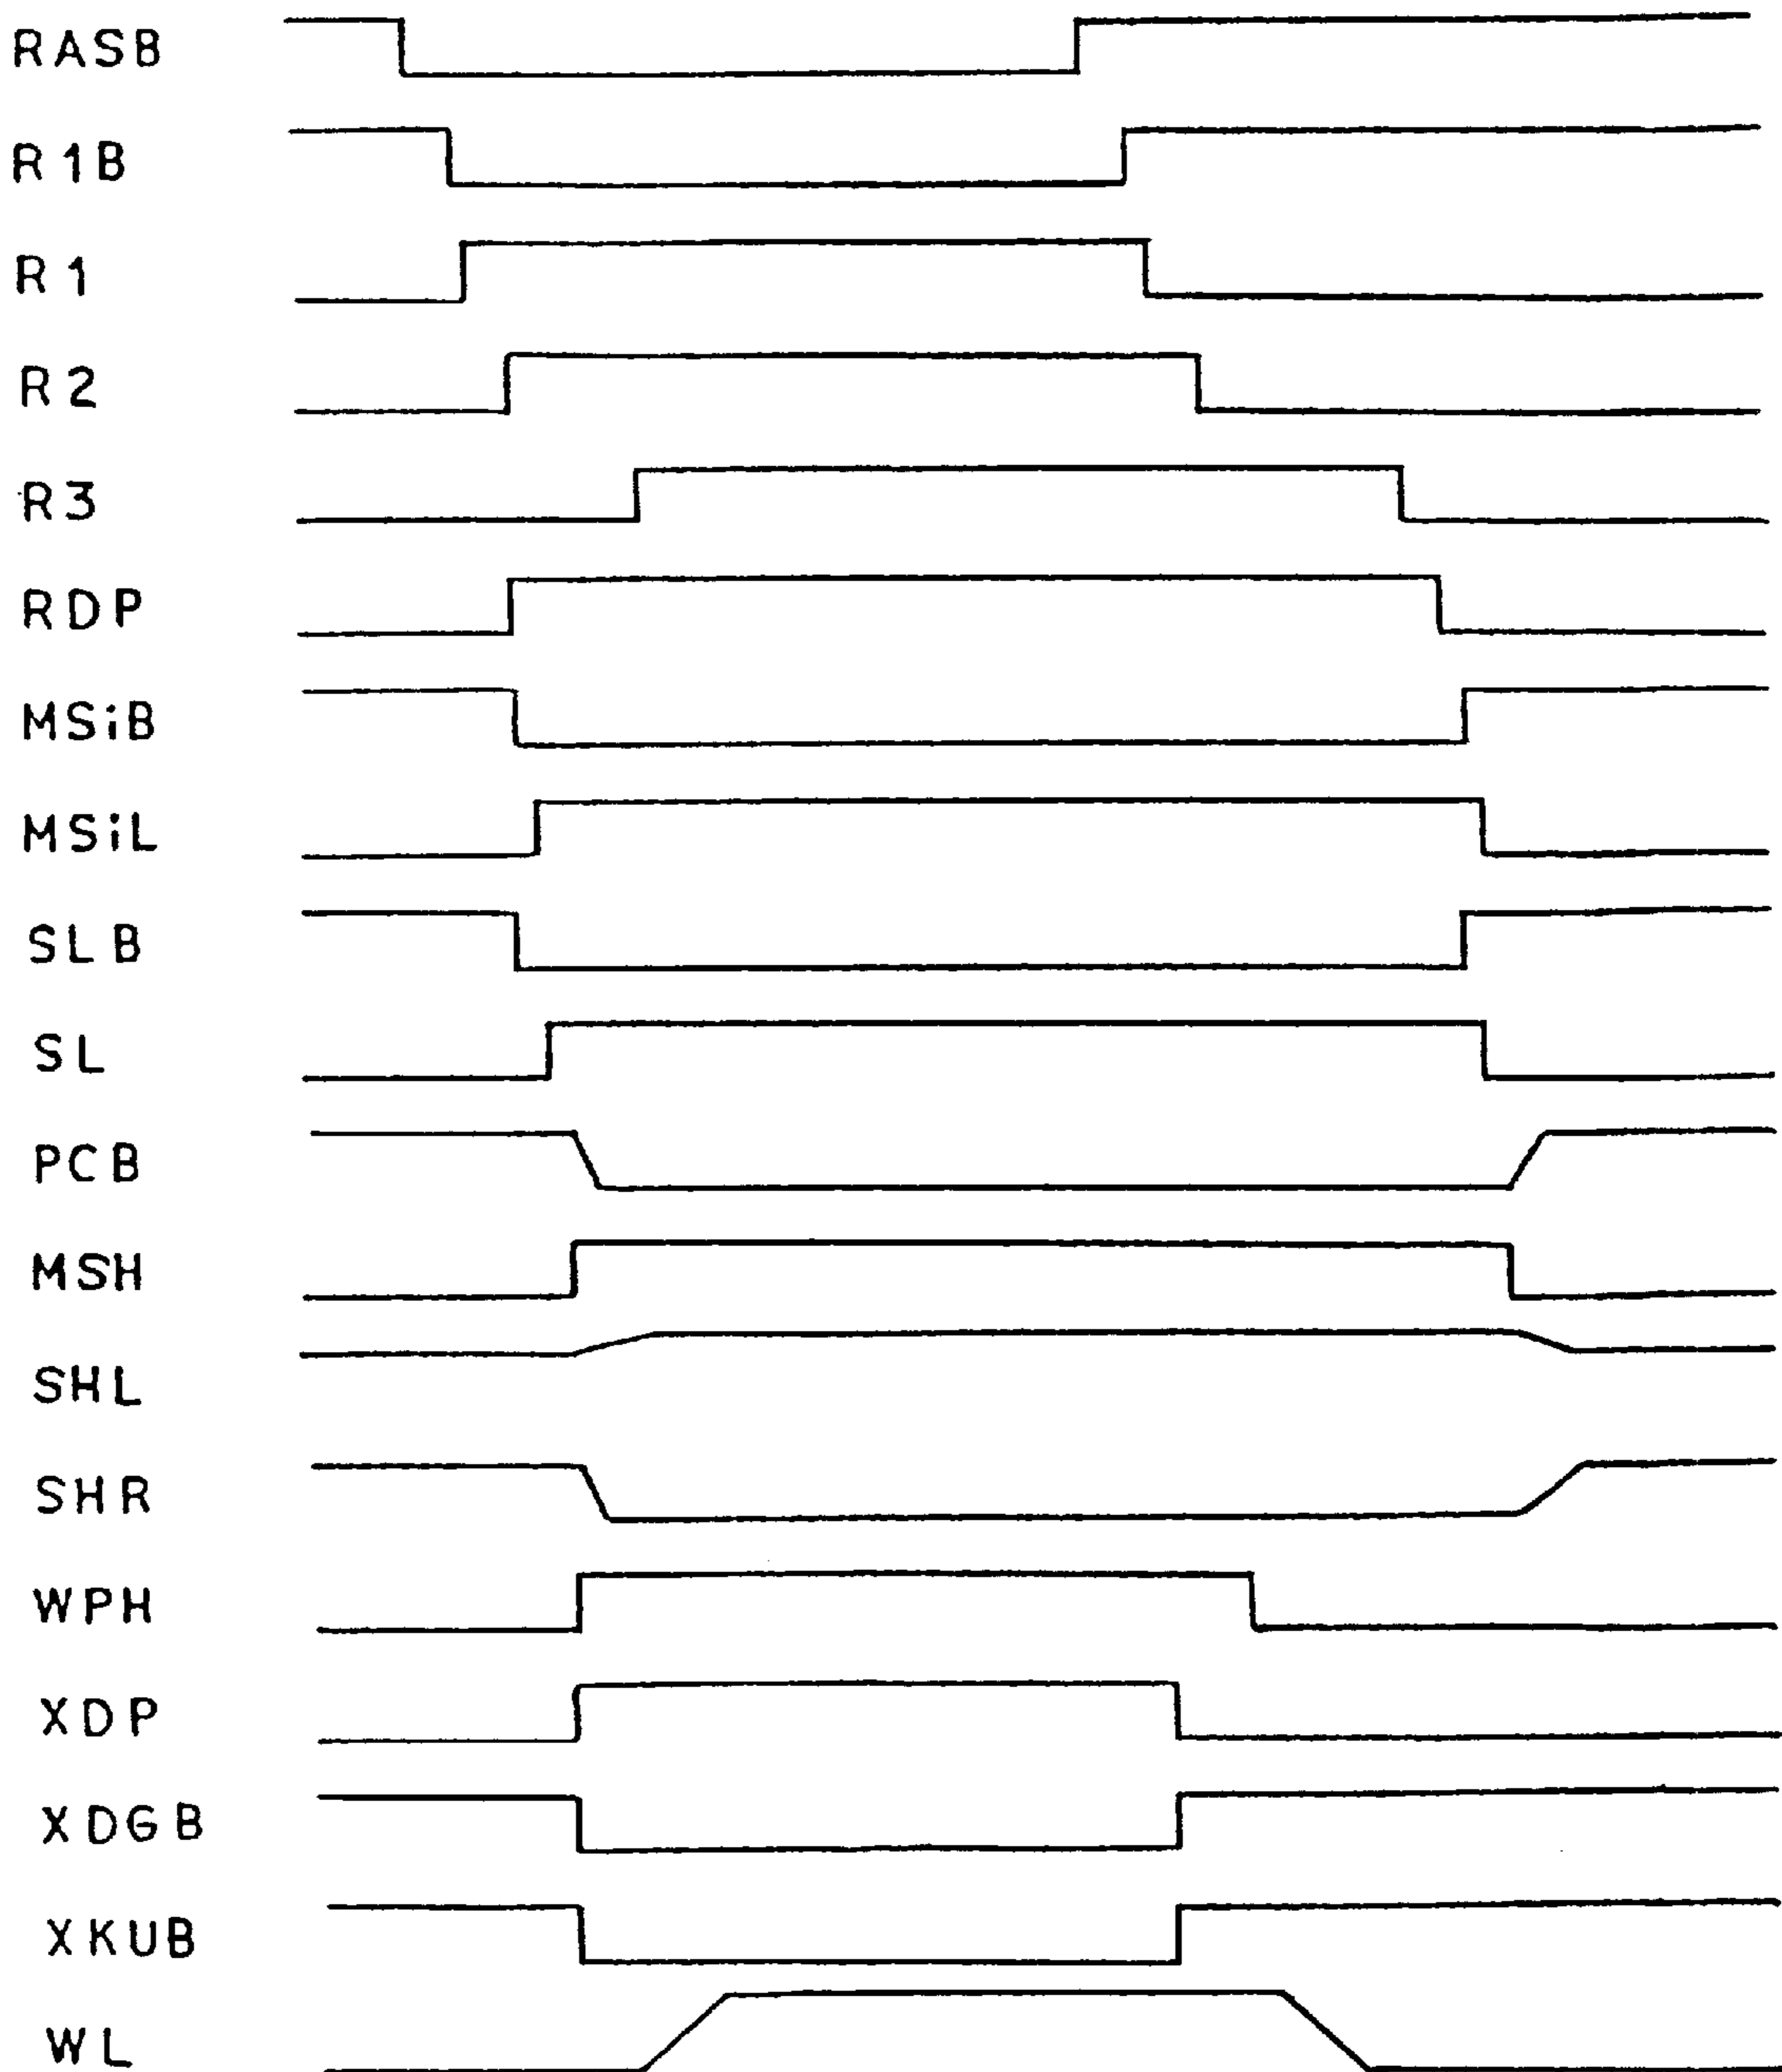 RASB
R1B
R1
R2
R3
RDP
MSiB
MSiL
SLB
SL
PCB
MSH
SHL
SHR
WPH
XDP
XDGB
XKUB
WL